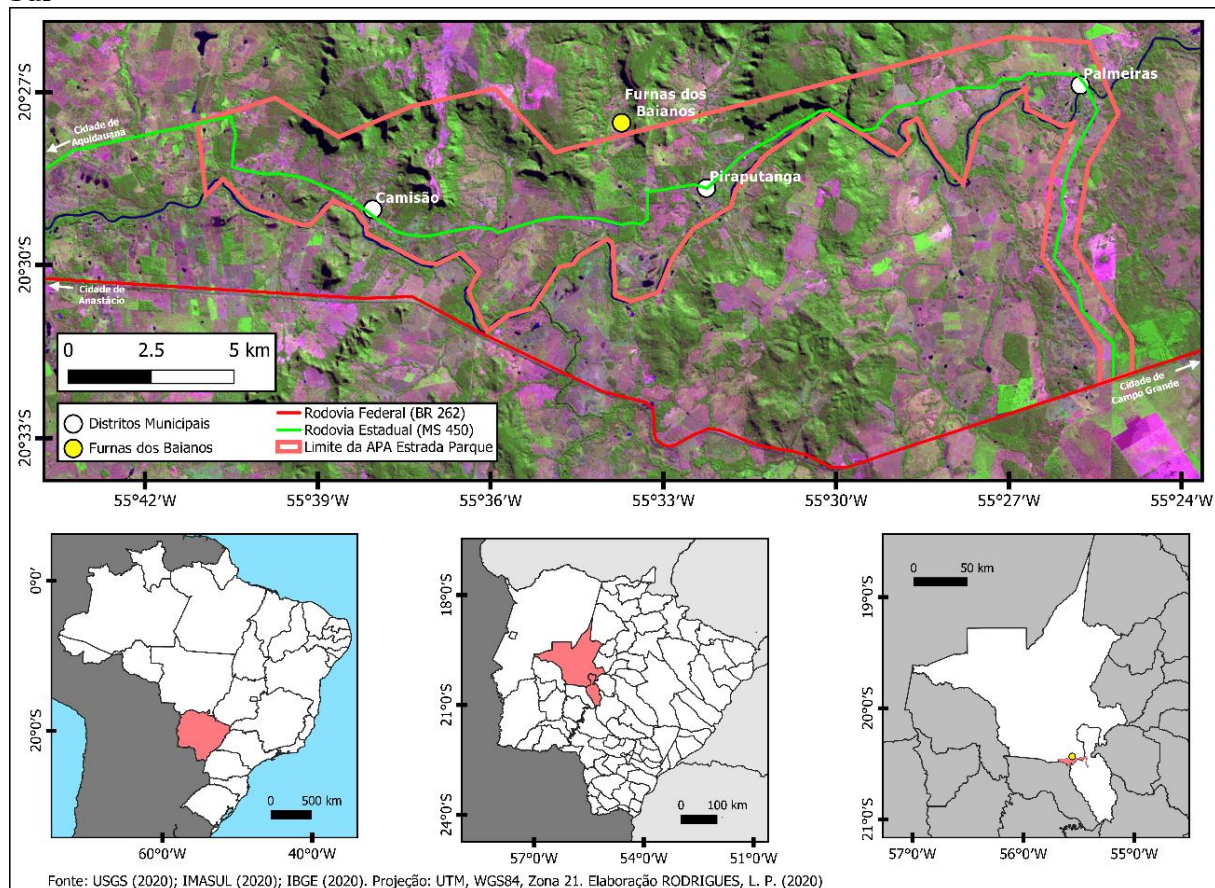 20°27'S
20°30'S
20°33'S
Cidade de
Aquidauana
Furnas dos
Baianos
Palmeiras
Piraputanga
Camisão
Cidade de
Anastácio
Cidade de
Campo Grande
0 2.5 5 km
Distritos Municipais
Furnas dos Baianos
Rodovia Federal (BR 262)
Rodovia Estadual (MS 450)
Limite da APA Estrada Parque
55°42'W 55°39'W 55°36'W 55°33'W 55°30'W 55°27'W 55°24'W
0°0'
20°0'S
0 500 km
60°0'W 40°0'W
18°0'S
21°0'S
24°0'S
0 100 km
57°0'W 54°0'W 51°0'W
0 50 km
19°0'S
20°0'S
21°0'S
57°0'W 56°0'W 55°0'W
Fonte: USGS (2020); IMASUL (2020); IBGE (2020). Projeção: UTM, WGS84, Zona 21. Elaboração RODRIGUES, L. P. (2020)